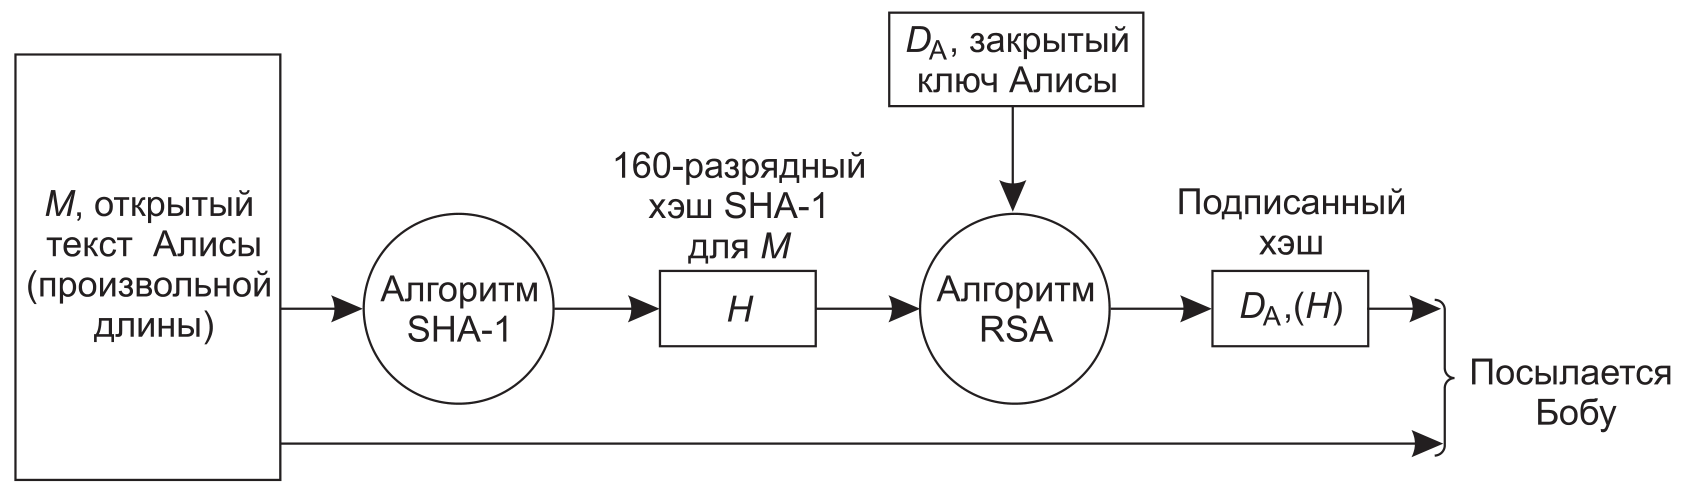 M, открытый
текст Алисы
(произвольной
длины)
Алгоритм
SHA-1
160-разрядный
хэш SHA-1
для M
H
DA, закрытый
ключ Алисы
Алгоритм
RSA
Подписанный
хэш
DA,(H)
Посылается
Бобу